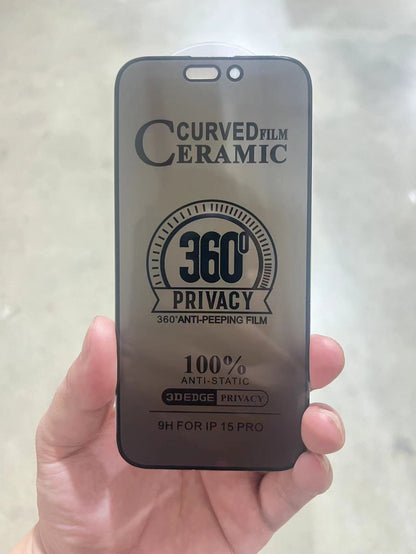 CURVED FILM
CERAMIC
360°
PRIVACY
360°ANTI-PEEPING FILM
100%
ANTI-STATIC
3D EDGE PRIVACY
9H FOR IP 15 PRO